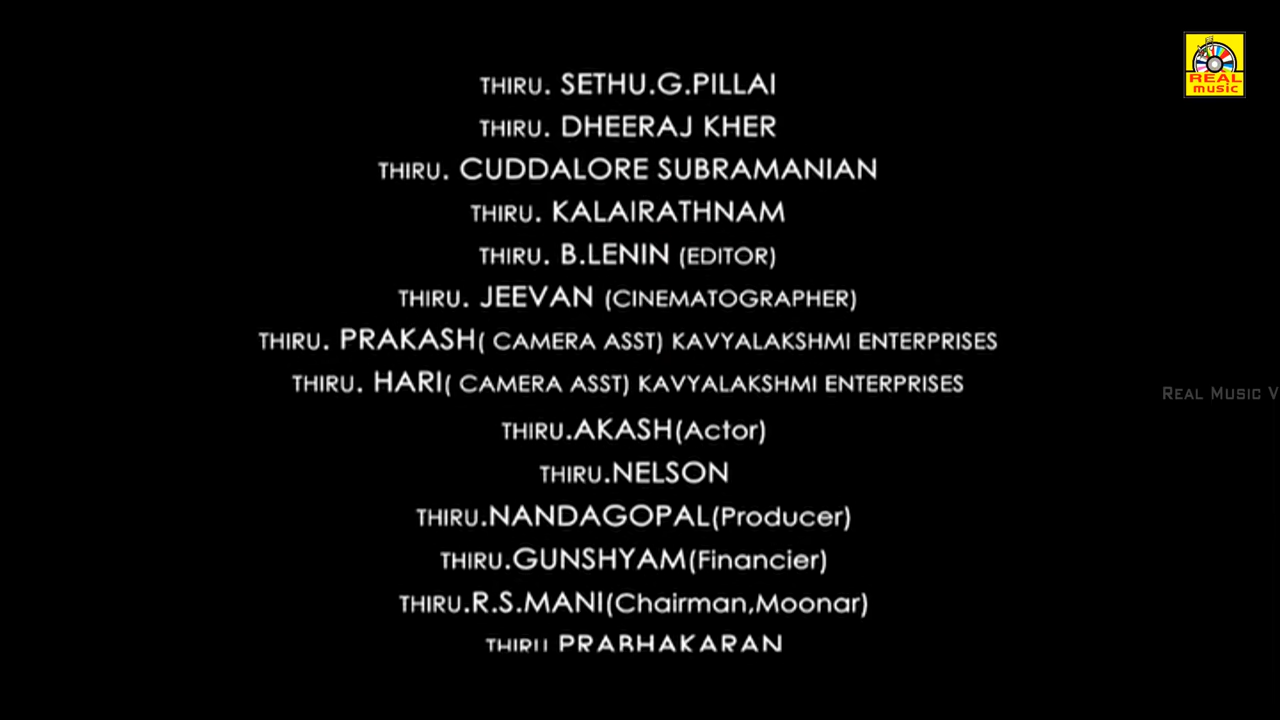 THIRU. SETHU.G.PILLAI
THIRU. DHEERAJ KHER
THIRU. CUDDALORE SUBRAMANIAN
THIRU. KALAIRATHNAM
THIRU. B.LENIN (EDITOR)
THIRU. JEEVAN (CINEMATOGRAPHER)
THIRU. PRAKASH( CAMERA ASST) KAVYALAKSHMI ENTERPRISES
THIRU. HARI( CAMERA ASST) KAVYALAKSHMI ENTERPRISES
THIRU.AKASH(Actor)
THIRU.NELSON
THIRU.NANDAGOPAL(Producer)
THIRU.GUNSHYAM(Financier)
THIRU.R.S.MANI(Chairman,Moonar)
THIRU PRABHAKARAN
REAL
music
REAL MUSIC V